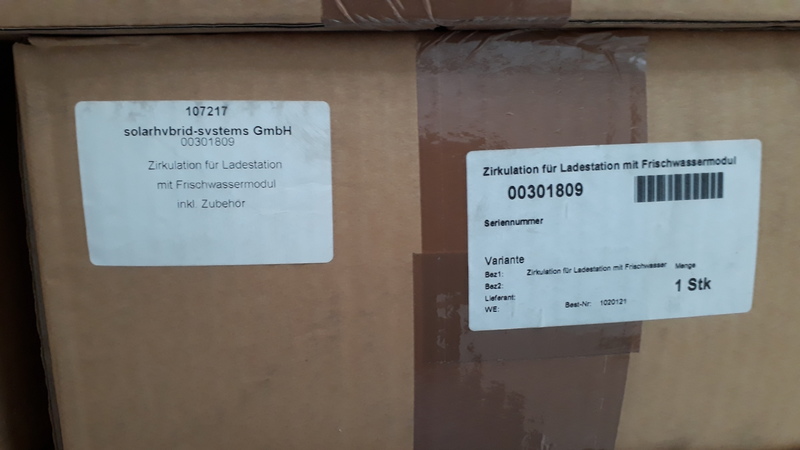 107217
solarhybrid-systems GmbH
00301809
Zirkulation für Ladestation
mit Frischwassermodul
inkl. Zubehör
Zirkulation für Ladestation mit Frischwassermodul
00301809
Seriennummer
Variante
Bez1: Zirkulation für Ladestation mit Frischwasser Menge
Bez2:
1 Stk
Lieferant:
WE: Best-Nr: 1020121